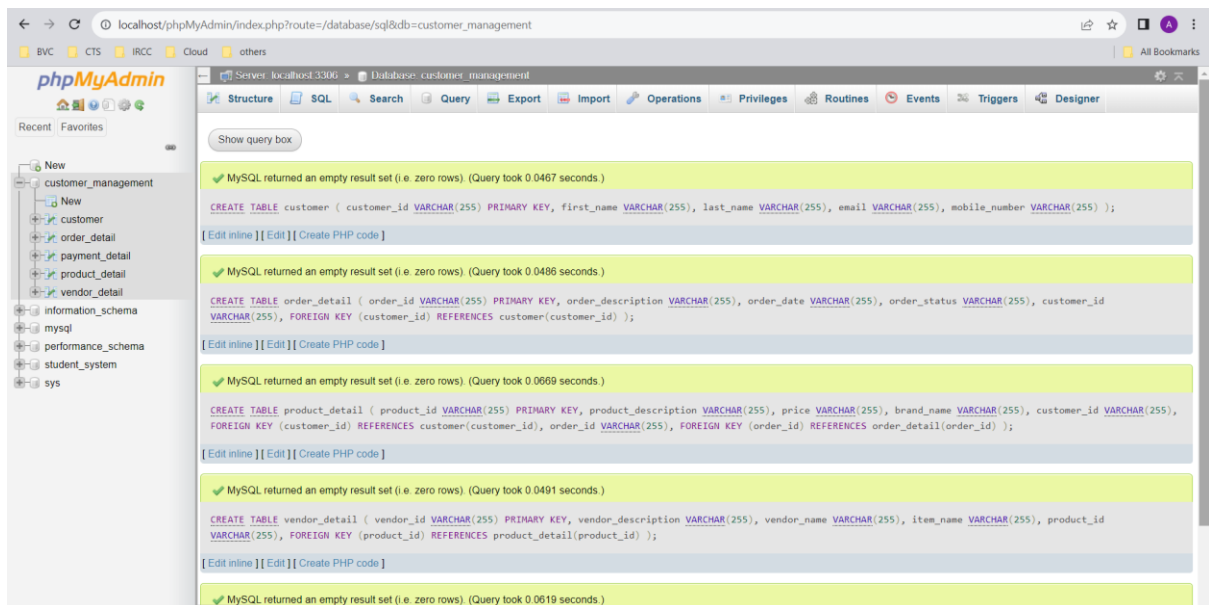 localhost/phpMyAdmin/index.php?route=/database/sql&db=customer_management
A
BVC CTS IRCC Cloud others
All Bookmarks
phpMyAdmin
Recent Favorites
New
customer_management
New
customer
order_detail
payment_detail
product_detail
vendor_detail
information_schema
mysql
performance_schema
student_system
sys
Server: localhost:3306 » Database: customer_management
Structure SQL Search Query Export Import Operations Privileges Routines Events Triggers Designer
Show query box
MySQL returned an empty result set (i.e. zero rows). (Query took 0.0467 seconds.)
CREATE TABLE customer ( customer_id VARCHAR(255) PRIMARY KEY, first_name VARCHAR(255), last_name VARCHAR(255), email VARCHAR(255), mobile_number VARCHAR(255) );
[ Edit inline ] [ Edit ] [ Create PHP code ]
MySQL returned an empty result set (i.e. zero rows). (Query took 0.0486 seconds.)
CREATE TABLE order_detail ( order_id VARCHAR(255) PRIMARY KEY, order_description VARCHAR(255), order_date VARCHAR(255), order_status VARCHAR(255), customer_id
VARCHAR(255), FOREIGN KEY (customer_id) REFERENCES customer(customer_id) );
[ Edit inline ] [ Edit ] [ Create PHP code ]
MySQL returned an empty result set (i.e. zero rows). (Query took 0.0669 seconds.)
CREATE TABLE product_detail ( product_id VARCHAR(255) PRIMARY KEY, product_description VARCHAR(255), price VARCHAR(255), brand_name VARCHAR(255), customer_id VARCHAR(255),
FOREIGN KEY (customer_id) REFERENCES customer(customer_id), order_id VARCHAR(255), FOREIGN KEY (order_id) REFERENCES order_detail(order_id) );
[ Edit inline ] [ Edit ] [ Create PHP code ]
MySQL returned an empty result set (i.e. zero rows). (Query took 0.0491 seconds.)
CREATE TABLE vendor_detail ( vendor_id VARCHAR(255) PRIMARY KEY, vendor_description VARCHAR(255), vendor_name VARCHAR(255), item_name VARCHAR(255), product_id
VARCHAR(255), FOREIGN KEY (product_id) REFERENCES product_detail(product_id) );
[ Edit inline ] [ Edit ] [ Create PHP code ]
MySQL returned an empty result set (i.e. zero rows). (Query took 0.0619 seconds.)